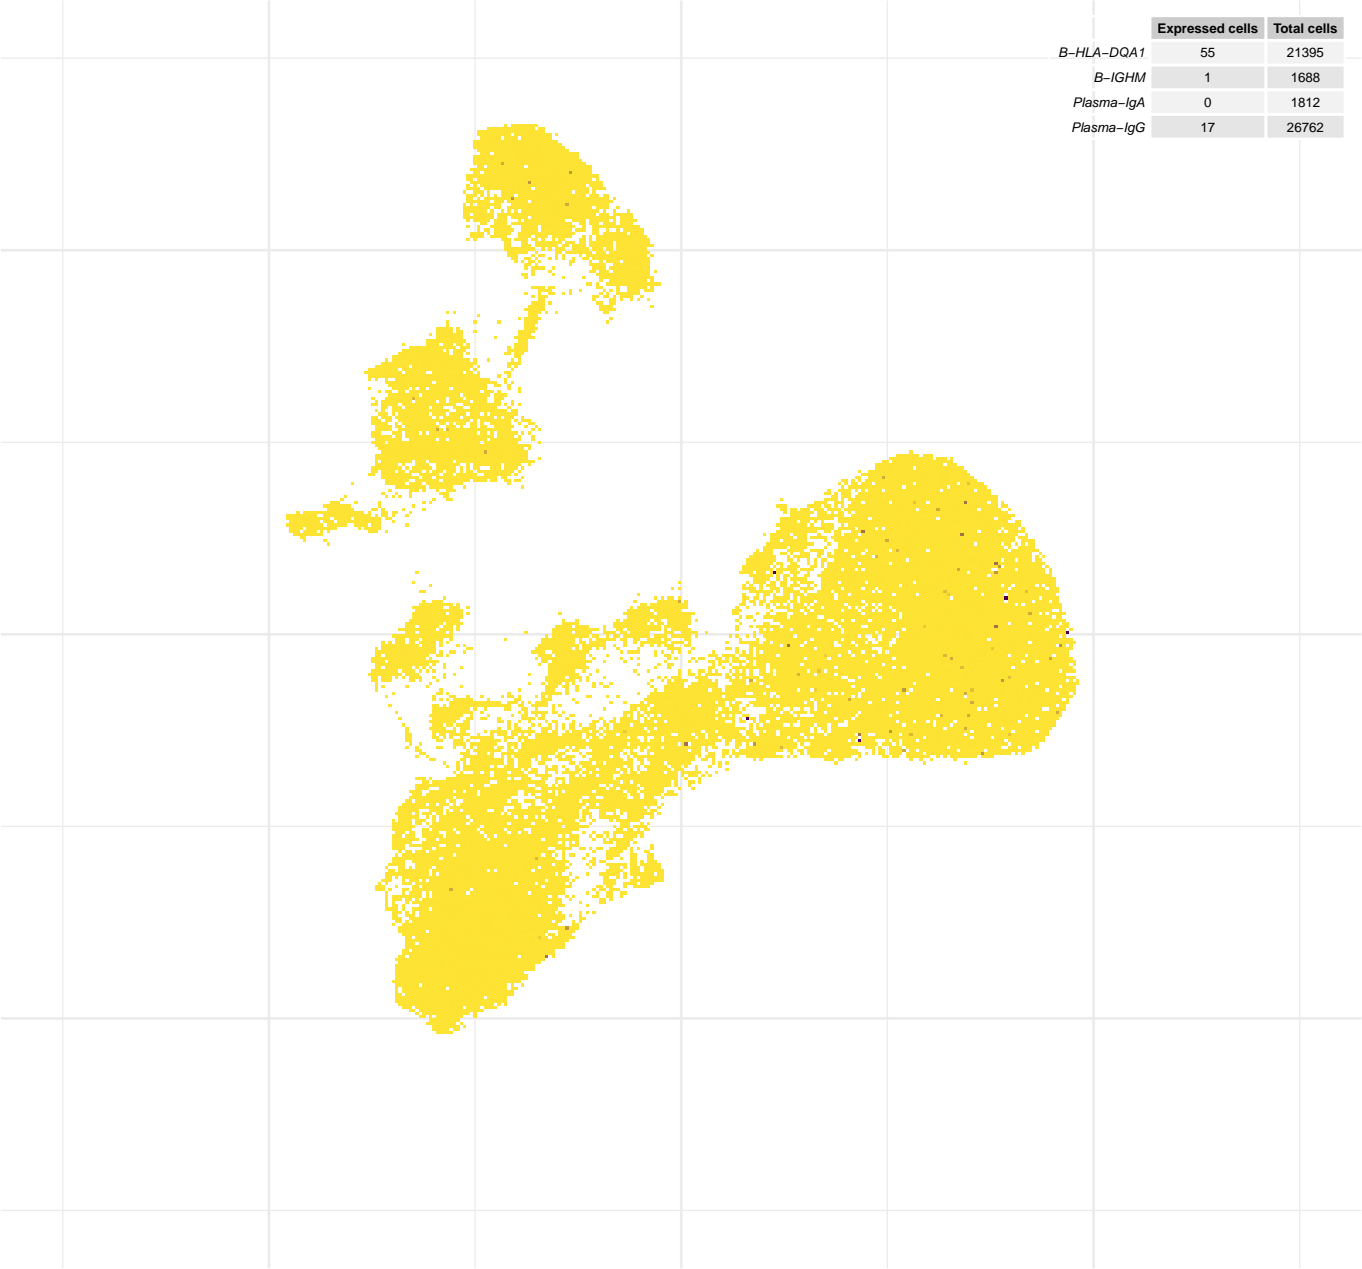 Expressed cells Total cells
B−HLA−DQA1 55 21395
B−IGHM 1 1688
Plasma−IgA 0 1812
Plasma−IgG 17 26762